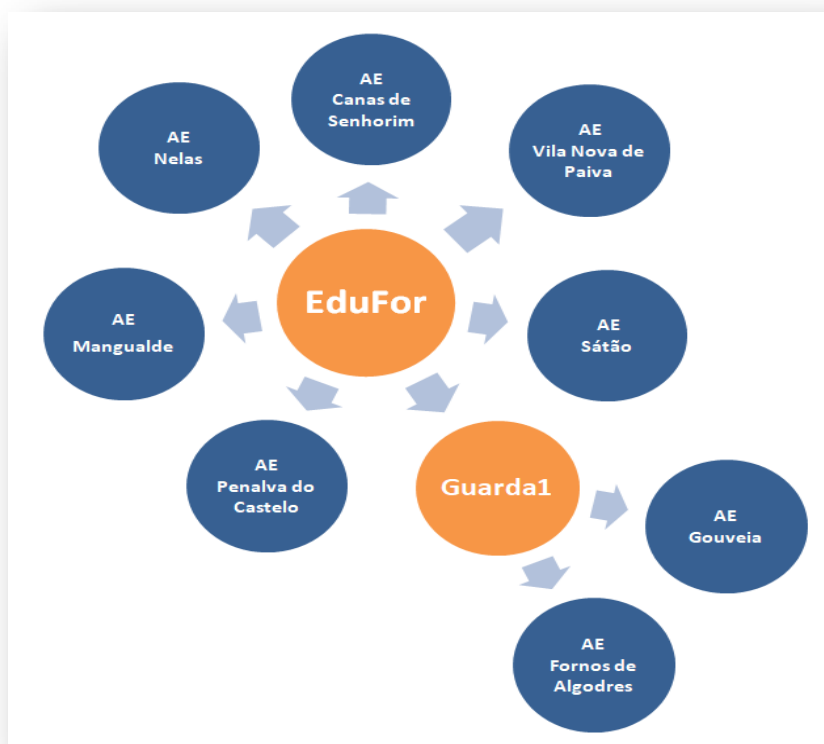 AE
Canas de
Senhorim
AE
Nelas
AE
Vila Nova de
Paiva
EduFor
AE
Mangualde
AE
Sátão
AE
Penalva do
Castelo
Guarda1
AE
Gouveia
AE
Fornos de
Algodres